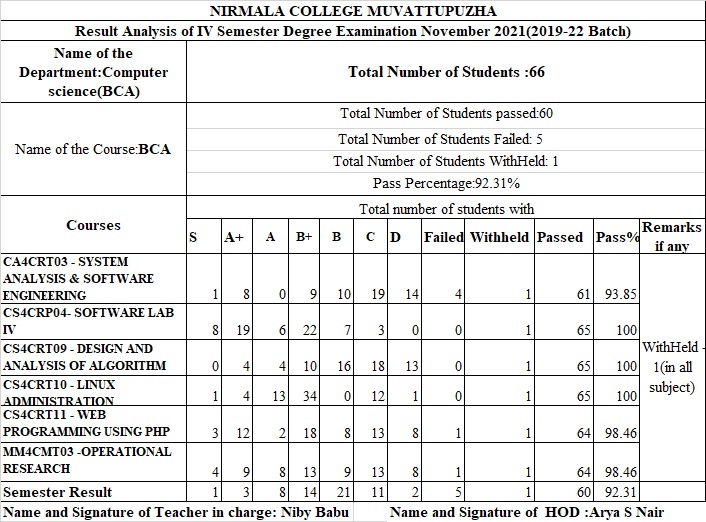 NIRMALA COLLEGE MUVATTUPUZHA
Result Analysis of IV Semester Degree Examination November 2021(2019-22 Batch)
Name of the
Department:Computer
science(BCA)
Total Number of Students :66
Name of the Course:BCA
Total Number of Students passed:60
Total Number of Students Failed: 5
Total Number of Students WithHeld: 1
Pass Percentage:92.31%
Courses
Total number of students with
S A+ A B+ B C D Failed Withheld Passed Pass% Remarks
if any
CA4CRT03 - SYSTEM
ANALYSIS & SOFTWARE
ENGINEERING 1 8 0 9 10 19 14 4 1 61 93.85
CS4CRP04- SOFTWARE LAB
IV 8 19 6 22 7 3 0 0 1 65 100
CS4CRT09 - DESIGN AND
ANALYSIS OF ALGORITHM 0 4 4 10 16 18 13 0 1 65 100
CS4CRT10 - LINUX
ADMINISTRATION 1 4 13 34 0 12 1 0 1 65 100
CS4CRT11 - WEB
PROGRAMMING USING PHP 3 12 2 18 8 13 8 1 1 64 98.46
MM4CMT03 -OPERATIONAL
RESEARCH 4 9 8 13 9 13 8 1 1 64 98.46
WithHeld -
1(in all
subject)
Semester Result 1 3 8 14 21 11 2 5 1 60 92.31
Name and Signature of Teacher in charge: Niby Babu Name and Signature of HOD :Arya S Nair